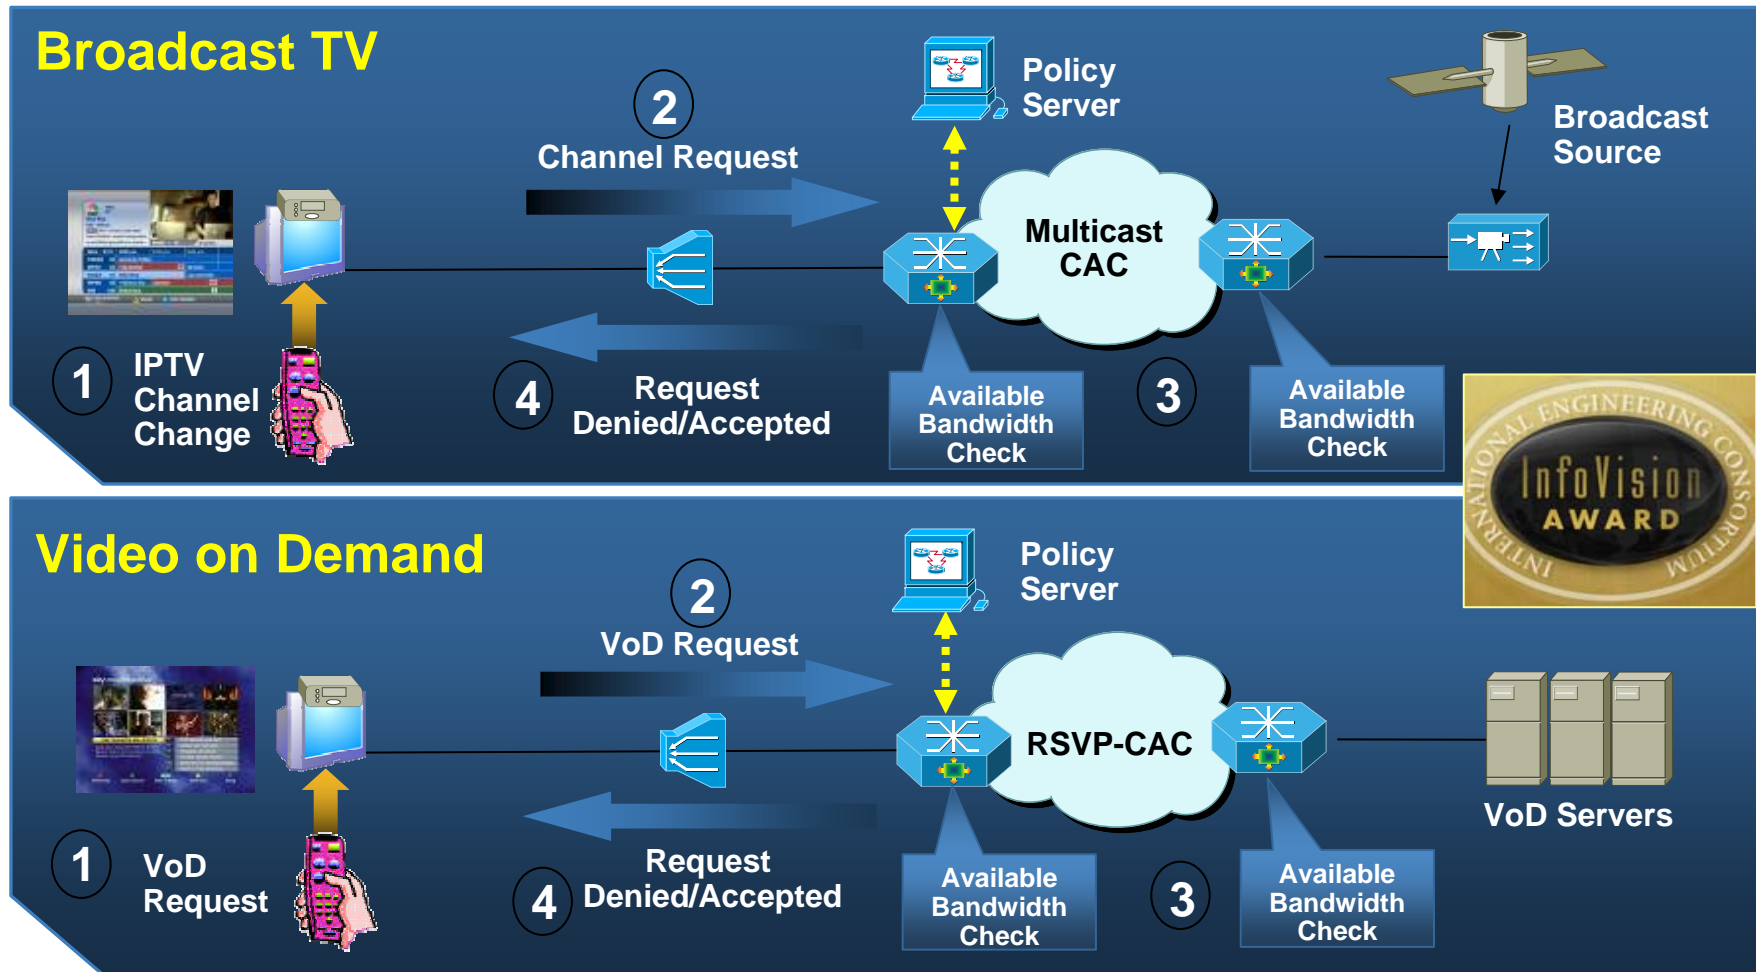 Broadcast TV
2
Channel Request
Policy
Server
Broadcast
Source
Multicast
CAC
1
IPTV
Channel
Change
4
Request
Denied/Accepted
Available
Bandwidth
Check
3
Available
Bandwidth
Check
INTERNATIONAL ENGINEERING CONSORTIUM
InfoVision
AWARD
Video on Demand
2
VoD Request
Policy
Server
RSVP-CAC
VoD Servers
1
VoD
Request
4
Request
Denied/Accepted
Available
Bandwidth
Check
3
Available
Bandwidth
Check